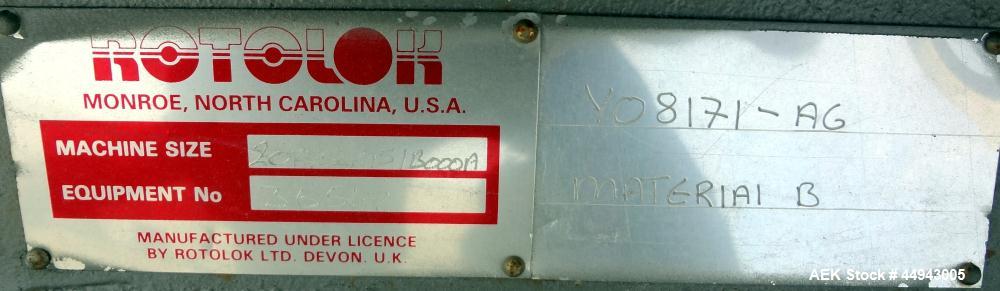 ROTOLOK
MONROE, NORTH CAROLINA, U.S.A.
MACHINE SIZE
EQUIPMENT No
MANUFACTURED UNDER LICENCE
BY ROTOLOK LTD. DEVON. U.K.
Y08171-AG
MATERIAl B
AEK Stock # 44943005